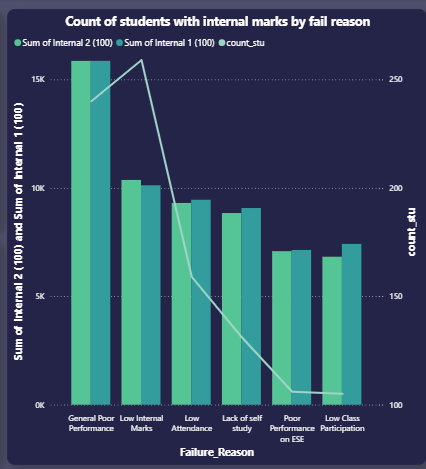 Count of students with internal marks by fail reason
Sum of Internal 2 (100) Sum of Internal 1 (100) count_stu
Sum of Internal 2 (100) and Sum of Internal 1 (100)
15K
10K
5K
0K
250
200
150
100
count_stu
General Poor
Performance
Low Internal
Marks
Low
Attendance
Lack of self
study
Poor
Performance
on ESE
Low Class
Participation
Failure_Reason